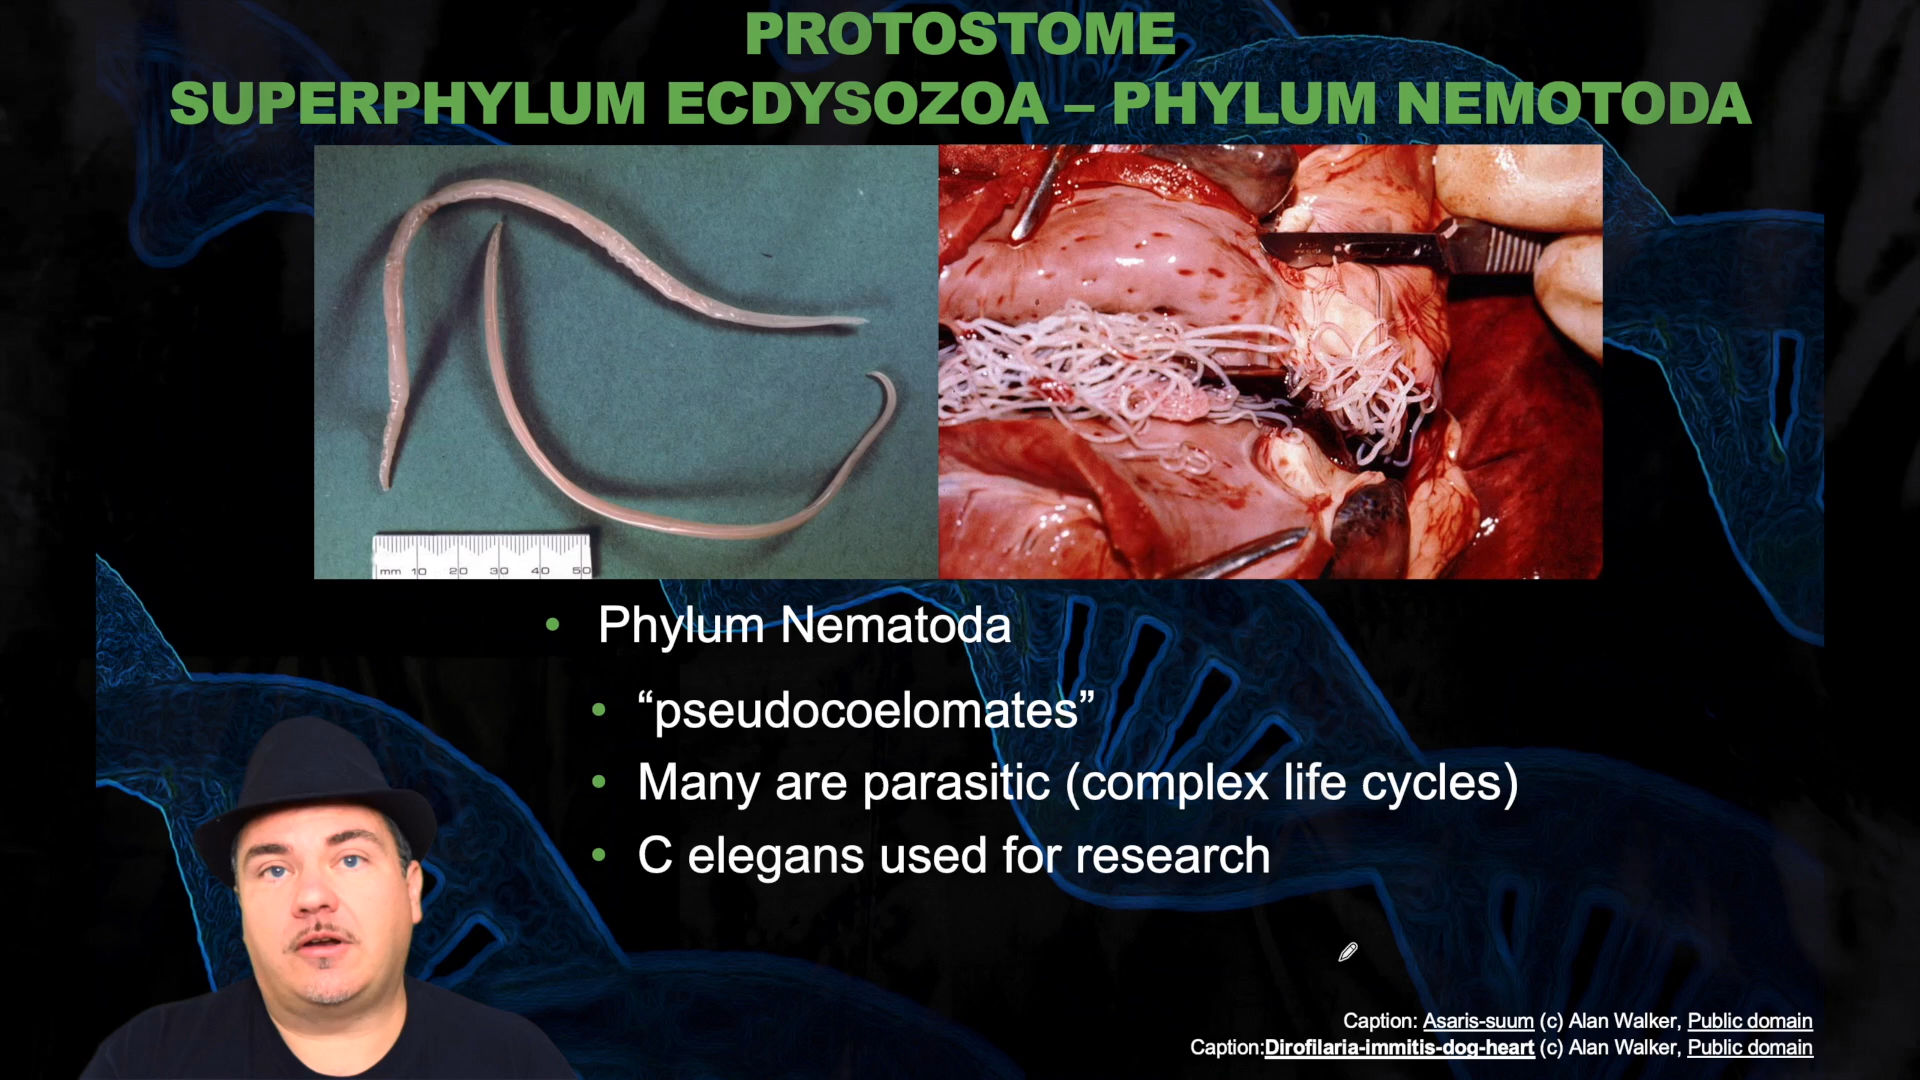 PROTOSTOME
SUPERPHYLUM ECDYSOZOA – PHYLUM NEMOTODA
mm 10 20 30 40 50
• Phylum Nematoda
• “pseudocoelomates”
• Many are parasitic (complex life cycles)
• C elegans used for research
Caption: Asaris-suum (c) Alan Walker, Public domain
Caption:Dirofilaria-immitis-dog-heart (c) Alan Walker, Public domain